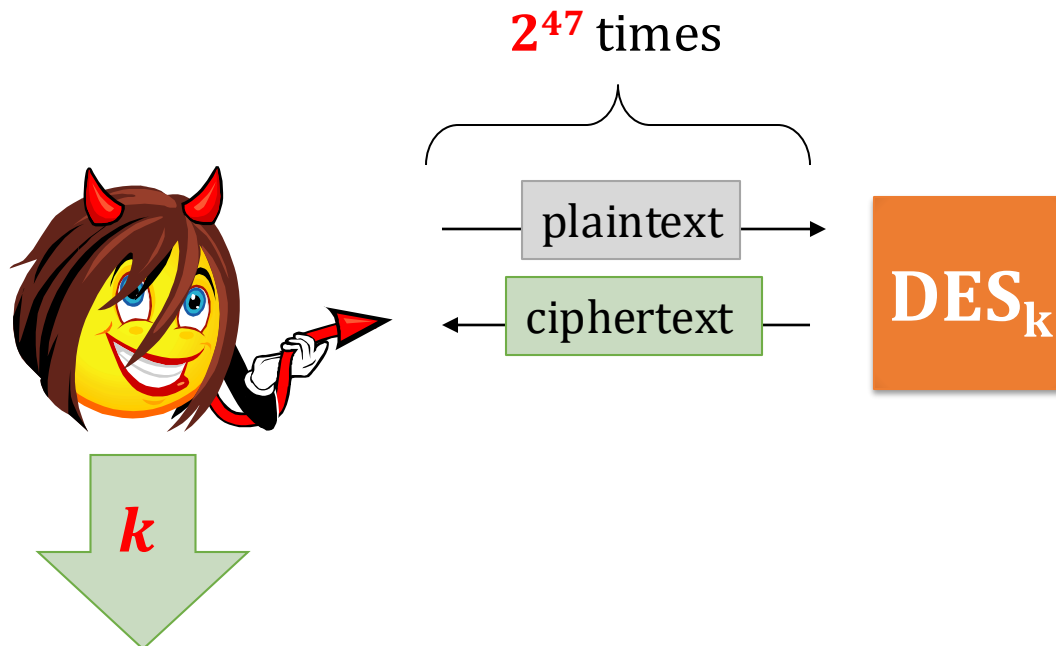 2⁴⁷ times
plaintext
ciphertext
DESₖ
k